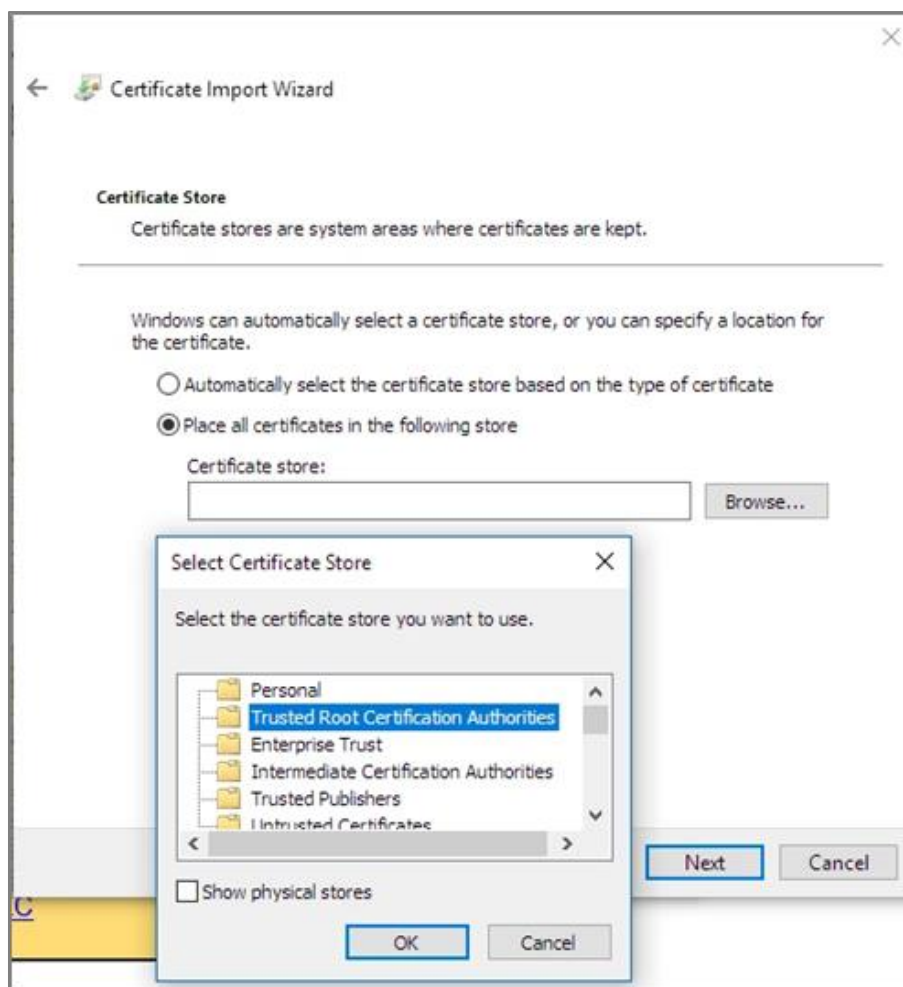 Certificate Import Wizard
Certificate Store
Certificate stores are system areas where certificates are kept.
Windows can automatically select a certificate store, or you can specify a location for
the certificate.
Automatically select the certificate store based on the type of certificate
Place all certificates in the following store
Certificate store:
Browse...
Select Certificate Store
Select the certificate store you want to use.
Personal
Trusted Root Certification Authorities
Enterprise Trust
Intermediate Certification Authorities
Trusted Publishers
Untrusted Certificates
Next
Cancel
Show physical stores
C
OK
Cancel